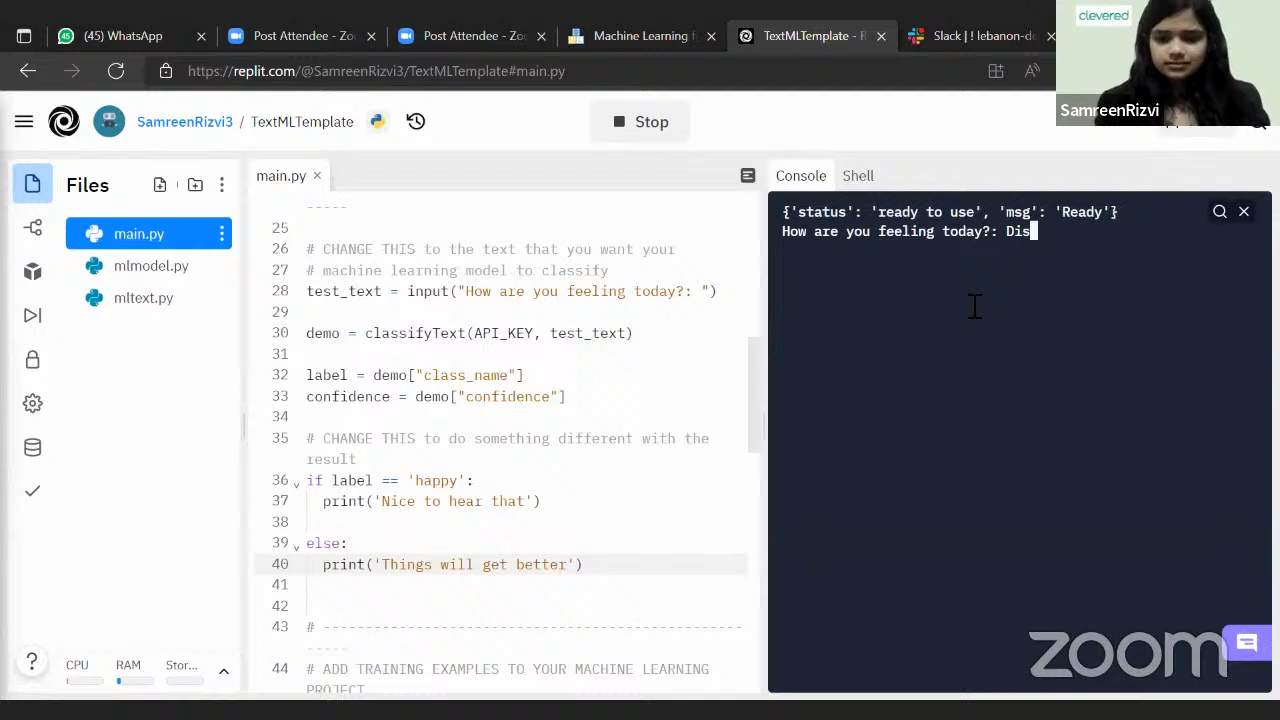 clevered
(45) WhatsApp
Post Attendee - Zo
Post Attendee - Zo
Machine Learning f
TextMLTemplate - R
Slack | ! lebanon-de
https://replit.com/@SamreenRizvi3/TextMLTemplate#main.py
SamreenRizvi
SamreenRizvi3 / TextMLTemplate
Stop
Files
main.py
mlmodel.py
mltext.py
main.py
-----
25
26 # CHANGE THIS to the text that you want your
27 # machine learning model to classify
28 test_text = input("How are you feeling today?: ")
29
30 demo = classifyText(API_KEY, test_text)
31
32 label = demo["class_name"]
33 confidence = demo["confidence"]
34
35 # CHANGE THIS to do something different with the
result
36 if label == 'happy':
37 print('Nice to hear that')
38
39 else:
40 print('Things will get better')
41
42
43 # --------------------------------------------------
-----
44 # ADD TRAINING EXAMPLES TO YOUR MACHINE LEARNING
PROJECT
Console
Shell
{'status': 'ready to use', 'msg': 'Ready'}
How are you feeling today?: Dis
CPU
RAM
Stor...
?
zoom